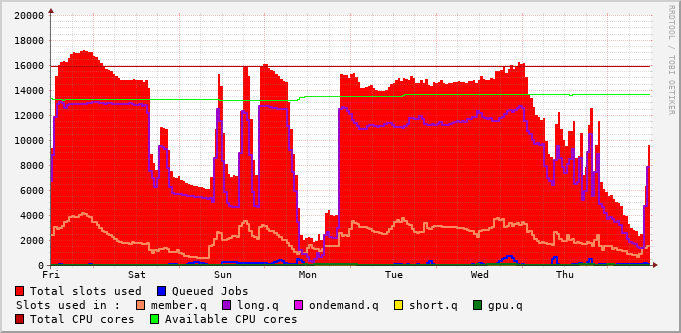 20000
18000
16000
14000
12000
10000
8000
6000
4000
2000
0
Fri Sat Sun Mon Tue Wed Thu
RRDTOOL / TOBI OETIKER
Total slots used Queued Jobs
Slots used in : member.q long.q ondemand.q short.q gpu.q
Total CPU cores Available CPU cores